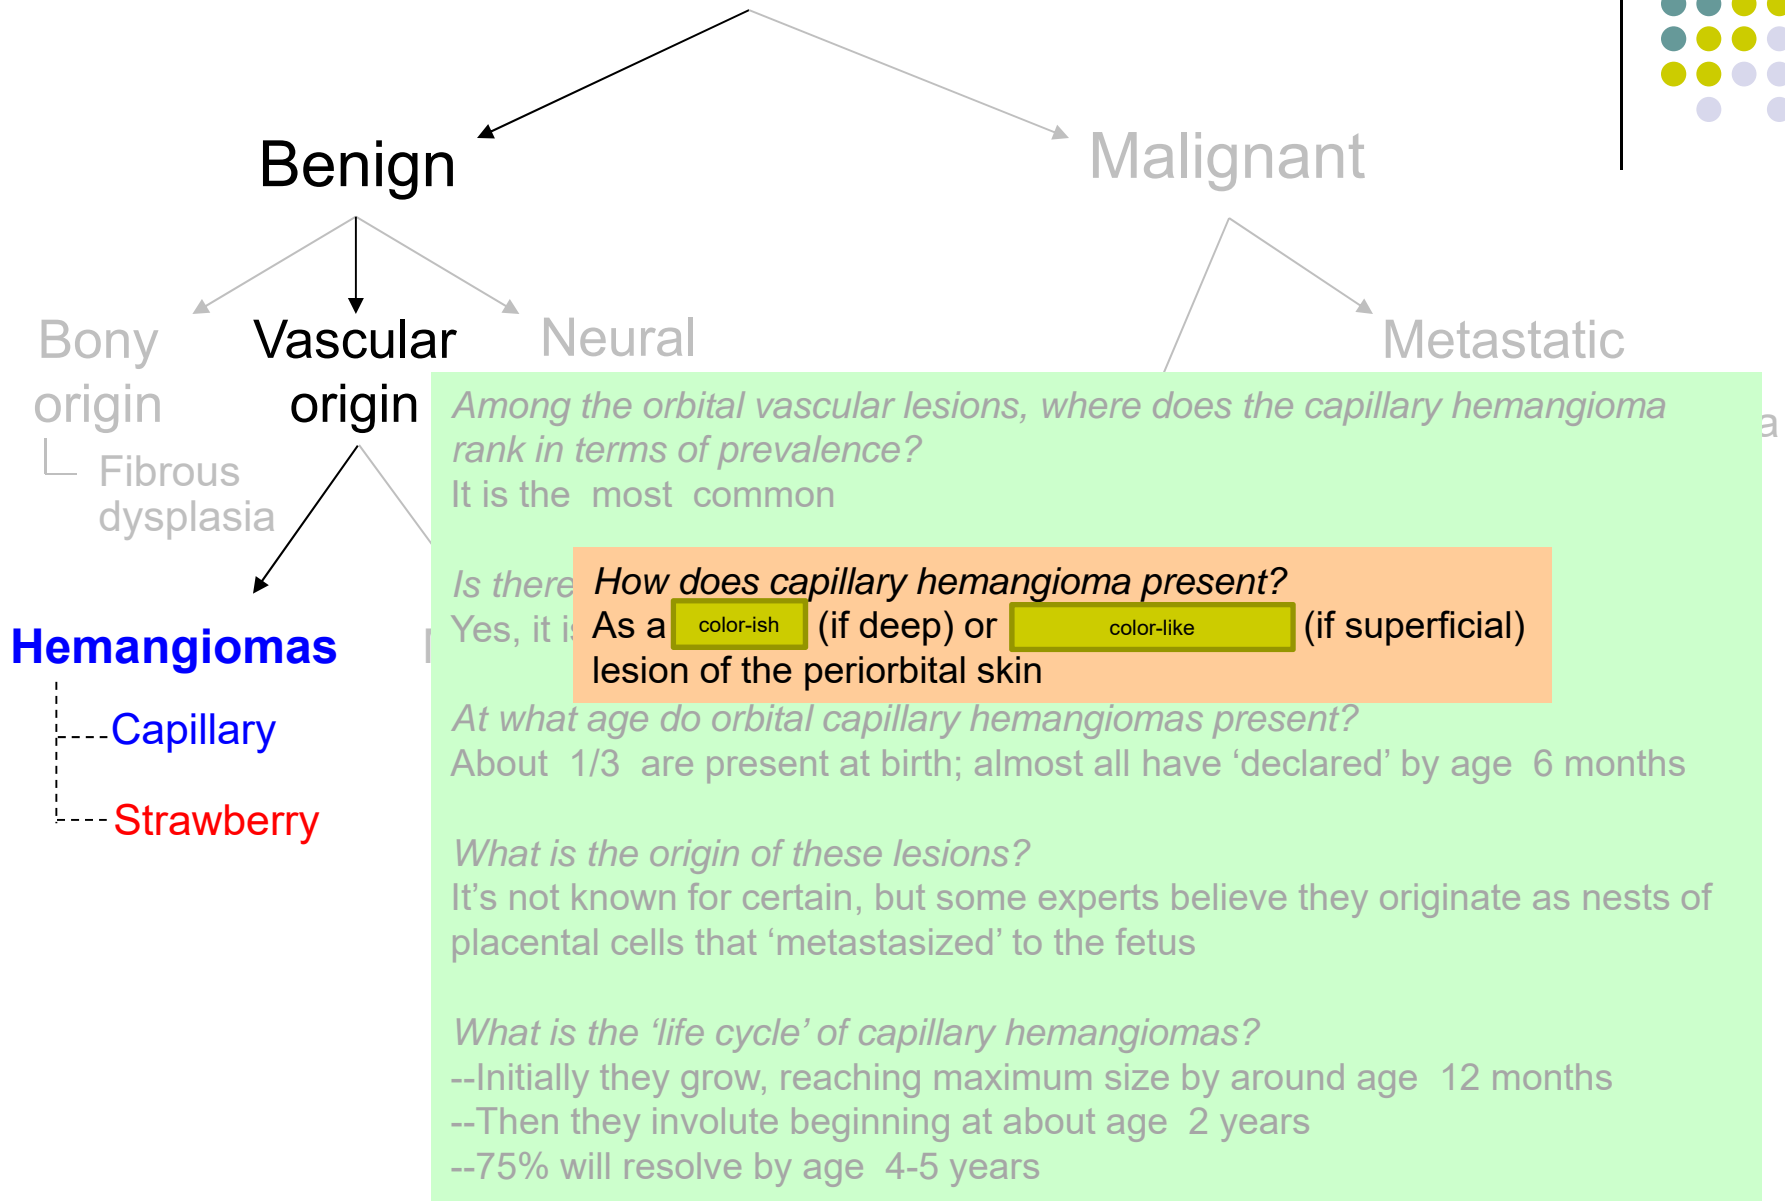 Benign
Malignant
Bony
origin
Vascular
origin
Neural
Metastatic
Fibrous
dysplasia
Hemangiomas
Capillary
Strawberry
Among the orbital vascular lesions, where does the capillary hemangioma
rank in terms of prevalence?
It is the most common
Is there
Yes, it is
How does capillary hemangioma present?
As a color-ish (if deep) or color-like (if superficial)
lesion of the periorbital skin
At what age do orbital capillary hemangiomas present?
About 1/3 are present at birth; almost all have ‘declared’ by age 6 months
What is the origin of these lesions?
It’s not known for certain, but some experts believe they originate as nests of
placental cells that ‘metastasized’ to the fetus
What is the ‘life cycle’ of capillary hemangiomas?
--Initially they grow, reaching maximum size by around age 12 months
--Then they involute beginning at about age 2 years
--75% will resolve by age 4-5 years